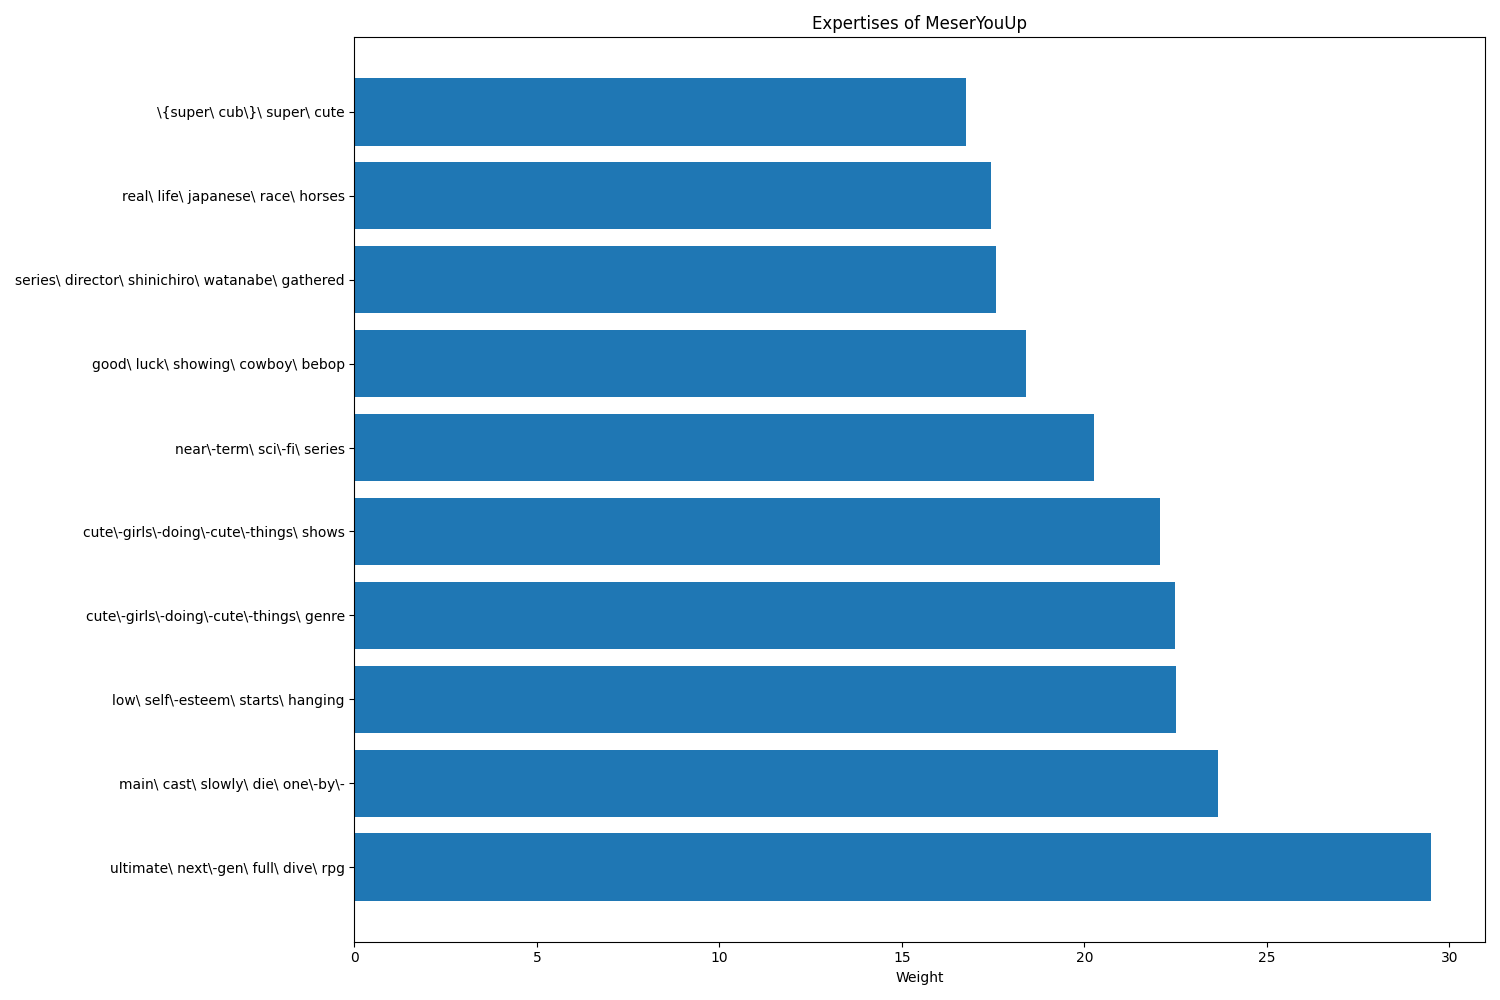 Expertises of MeserYouUp
\{super\ cub\}\ super\ cute
real\ life\ japanese\ race\ horses
series\ director\ shinichiro\ watanabe\ gathered
good\ luck\ showing\ cowboy\ bebop
near\-term\ sci\-fi\ series
cute\-girls\-doing\-cute\-things\ shows
cute\-girls\-doing\-cute\-things\ genre
low\ self\-esteem\ starts\ hanging
main\ cast\ slowly\ die\ one\-by\-
ultimate\ next\-gen\ full\ dive\ rpg
0 5 10 15 20 25 30
Weight